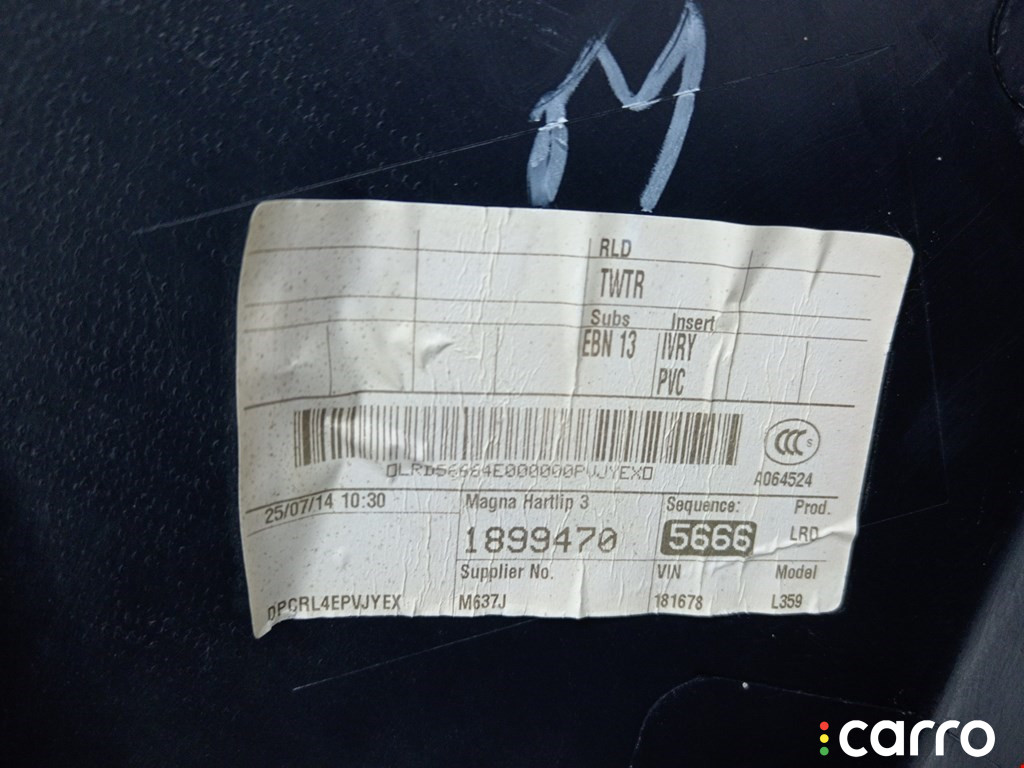 M
RLD
TWTR
Subs Insert
EBN 13 IVRY
PVC
CCC S
A064524
25/07/14 10:30 Magna Hartlip 3 Sequence: Prod.
1899470 5666 LRD
Supplier No. VIN Model
DPCRL4EPVJYEX M637J 181678 L359
carro